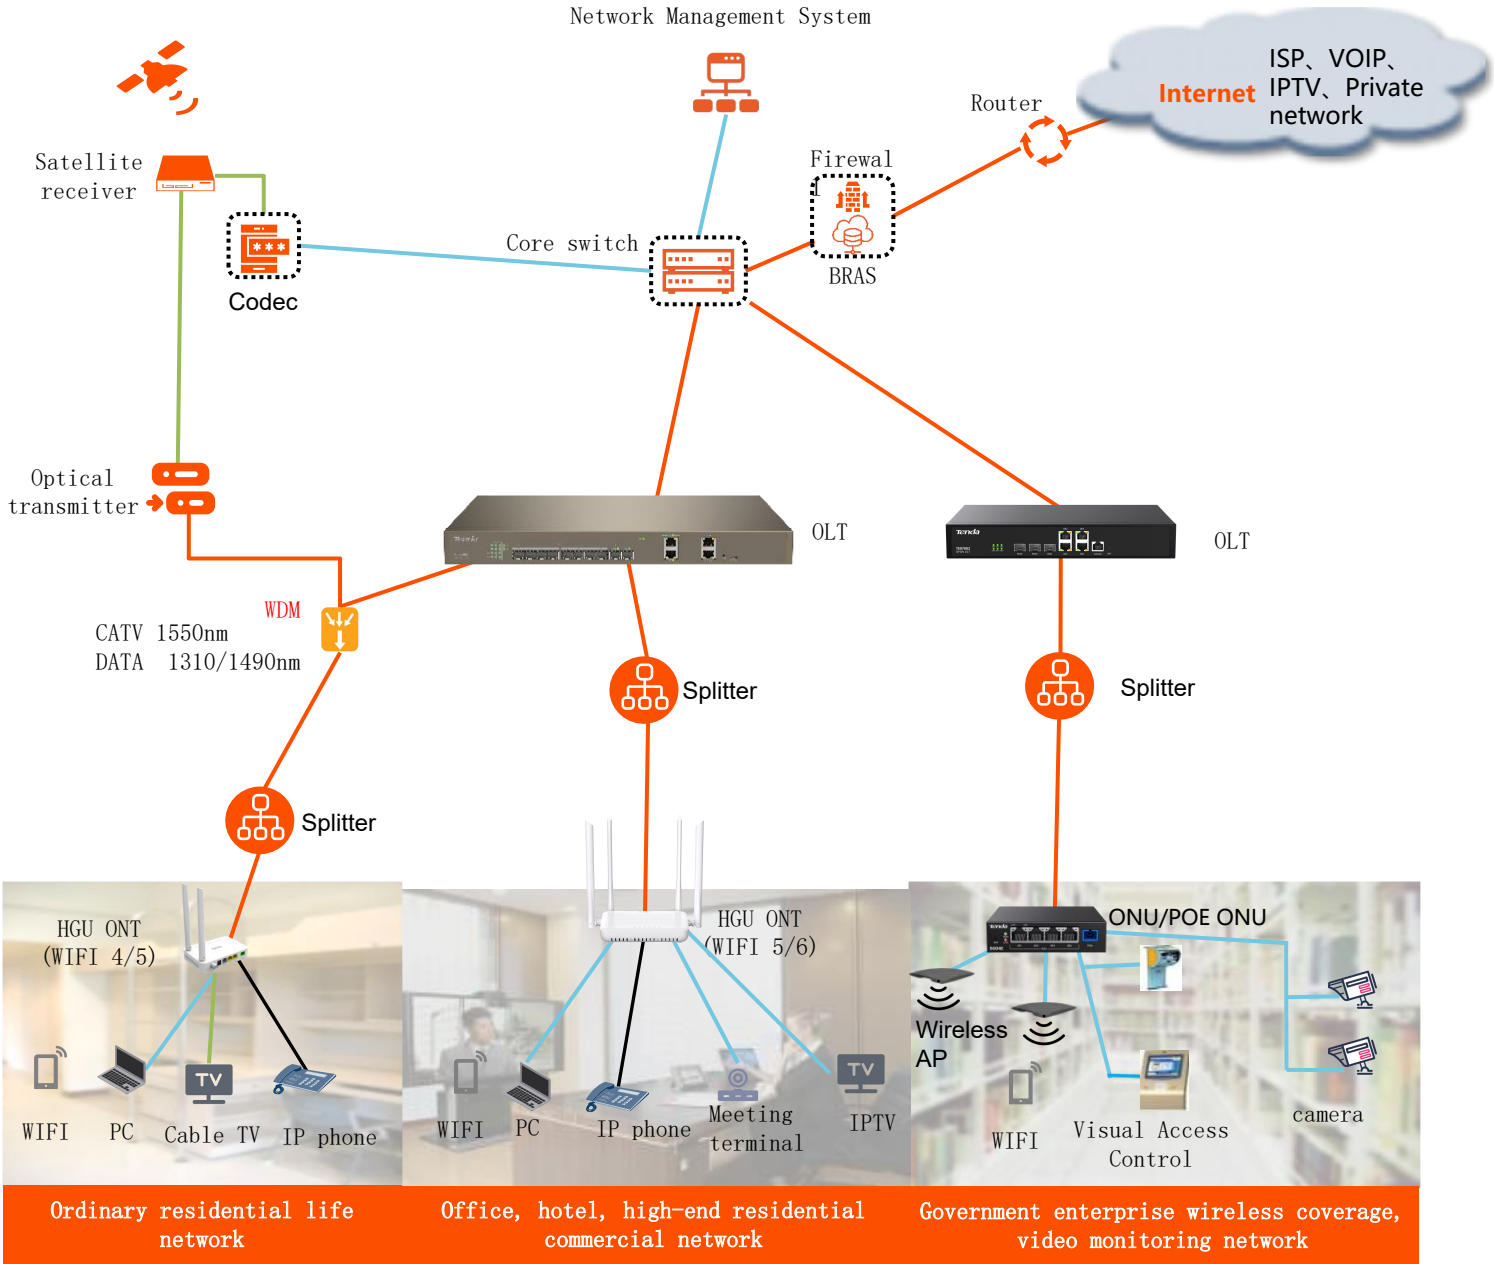 Network Management System
ISP、VOIP、
Internet
IPTV、Private
network
Router
Satellite
receiver
Firewal
l
Core switch
***
Codec
BRAS
Optical
transmitter
OLT
Tenda
OLT
WDM
CATV 1550nm
DATA 1310/1490nm
Splitter
Splitter
Splitter
HGU ONT
(WIFI 4/5)
HGU ONT
(WIFI 5/6)
ONU/POE ONU
Tenda
Wireless
AP
TV
TV
WIFI
PC
Cable TV
IP phone
WIFI
PC
IP phone
Meeting
terminal
IPTV
WIFI
Visual Access
Control
camera
Ordinary residential life
network
Office, hotel, high-end residential
commercial network
Government enterprise wireless coverage,
video monitoring network